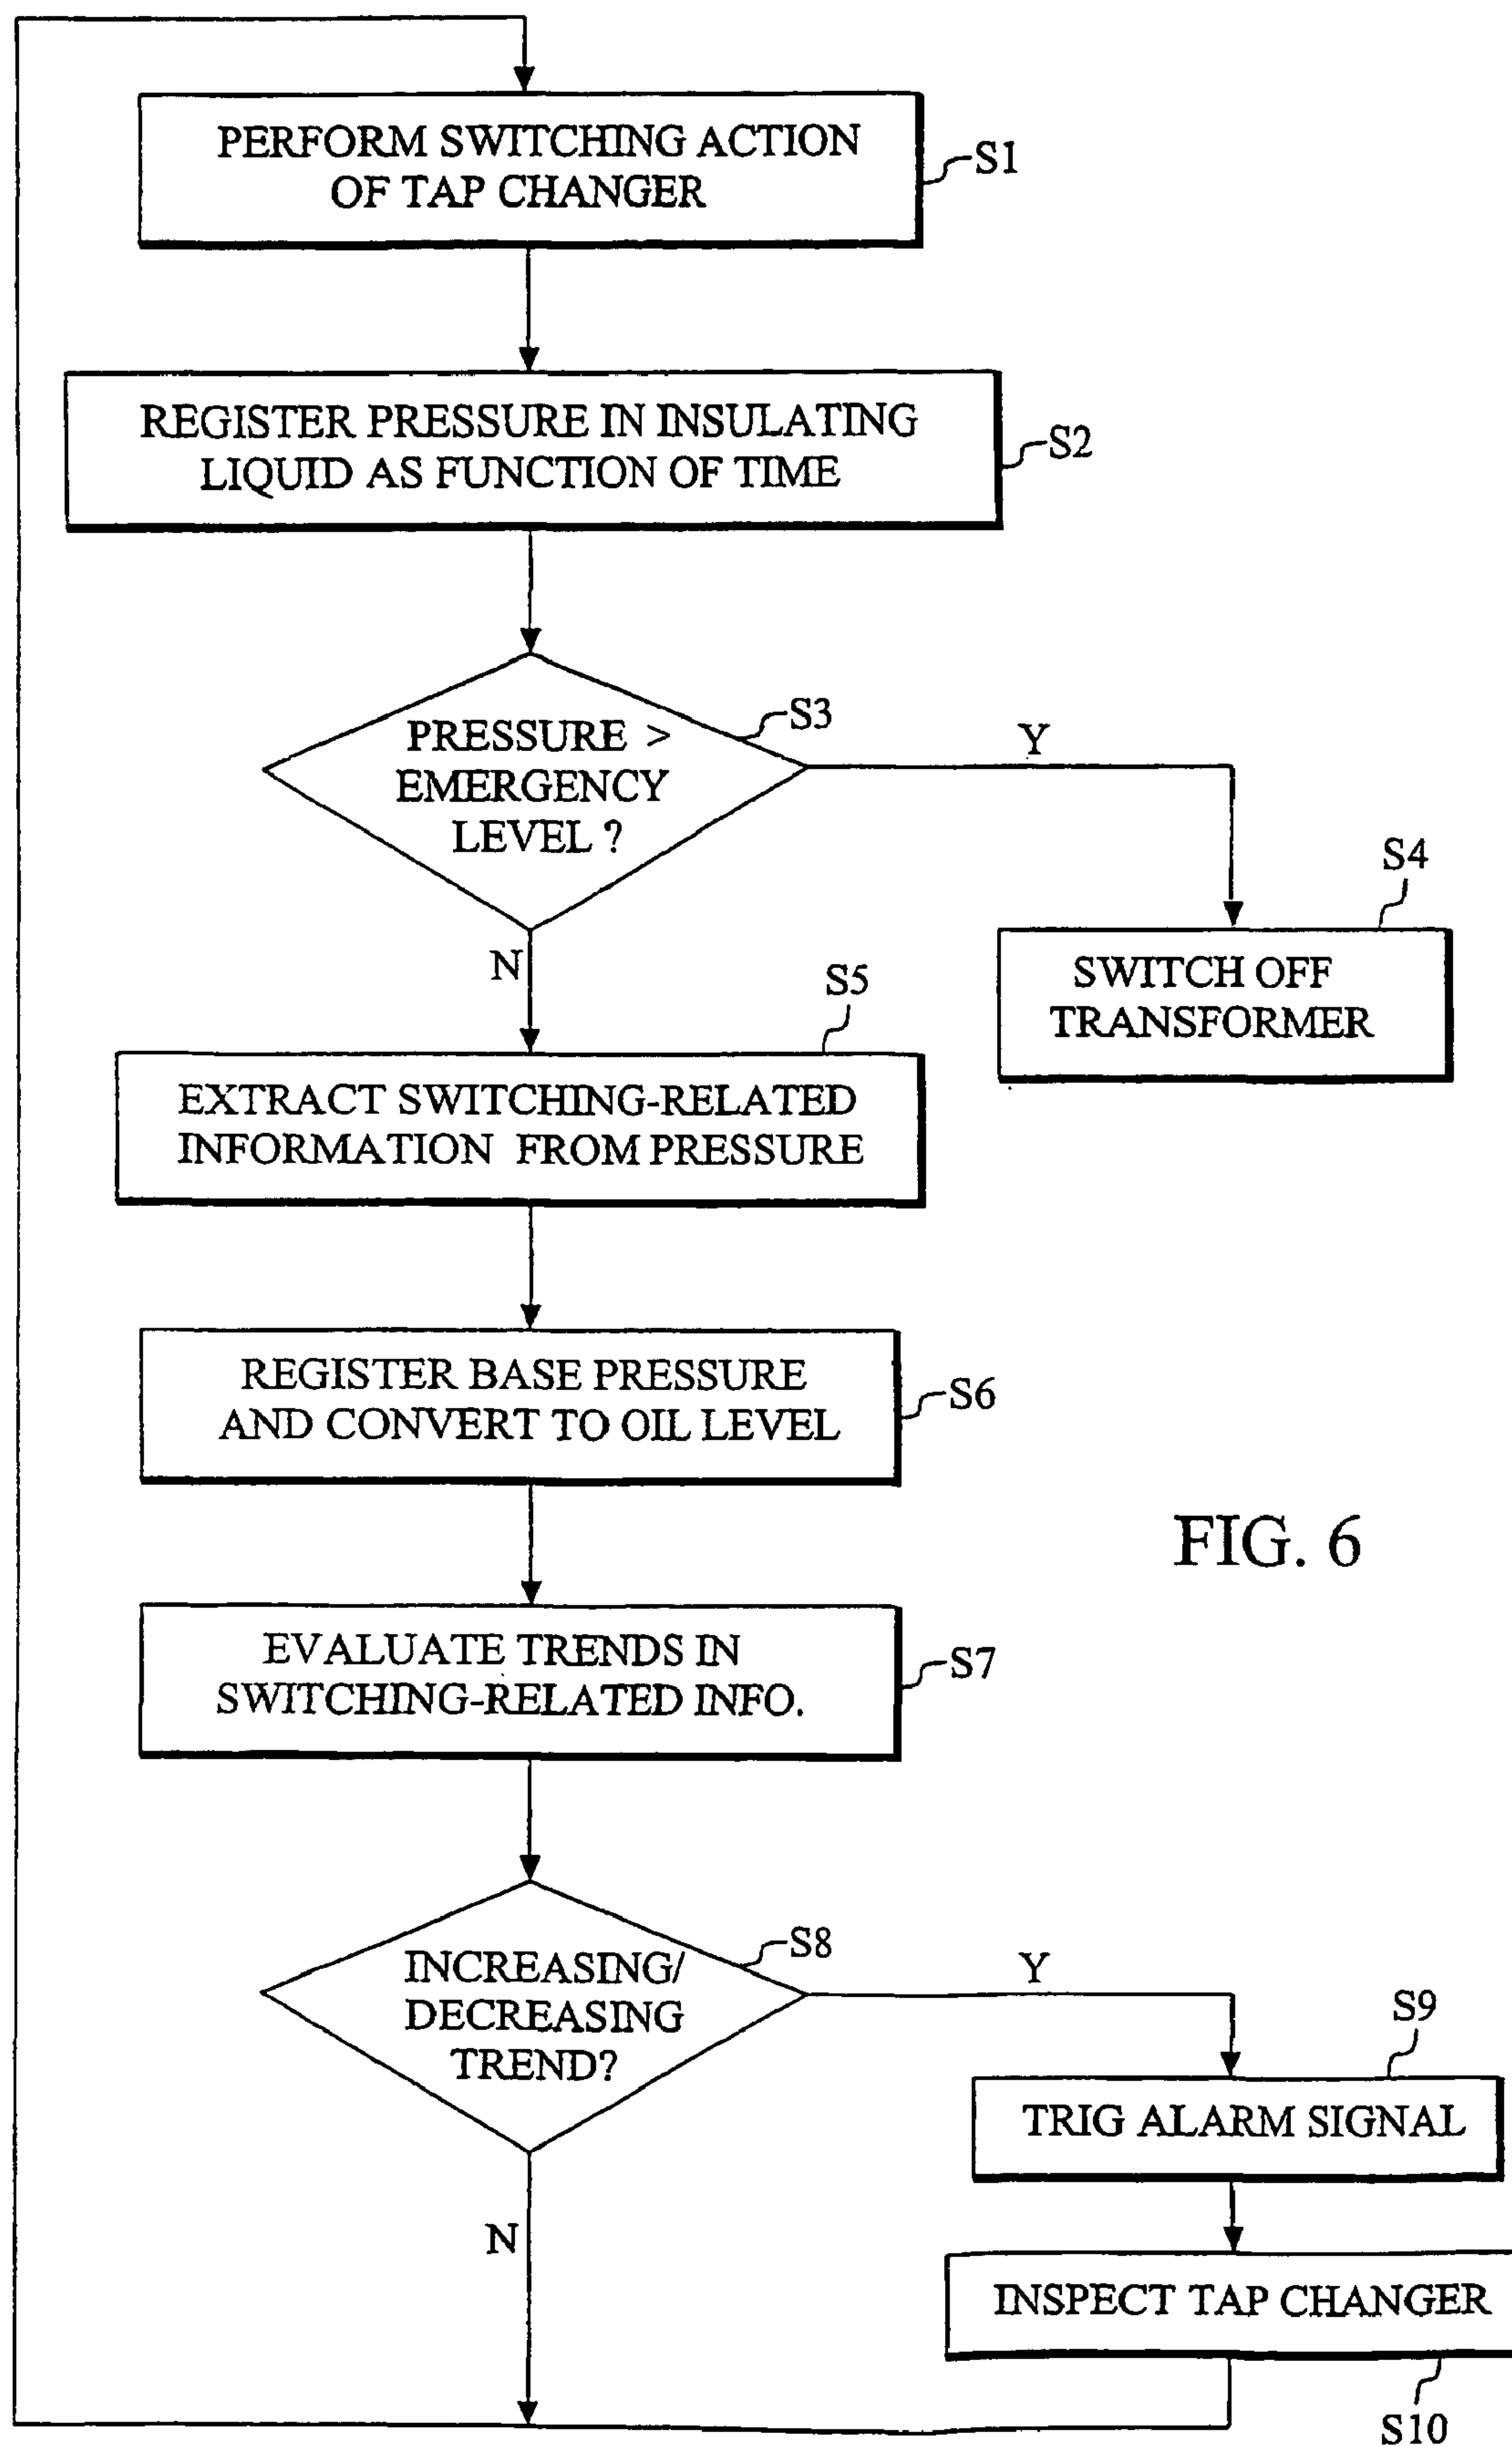 PERFORM SWITCHING ACTION
OF TAP CHANGER
S1
REGISTER PRESSURE IN INSULATING
LIQUID AS FUNCTION OF TIME
S2
PRESSURE >
EMERGENCY
LEVEL ?
S3
Y
N
S4
SWITCH OFF
TRANSFORMER
S5
EXTRACT SWITCHING-RELATED
INFORMATION FROM PRESSURE
REGISTER BASE PRESSURE
AND CONVERT TO OIL LEVEL
S6
FIG. 6
EVALUATE TRENDS IN
SWITCHING-RELATED INFO.
S7
INCREASING/
DECREASING
TREND?
S8
Y
N
S9
TRIG ALARM SIGNAL
INSPECT TAP CHANGER
S10